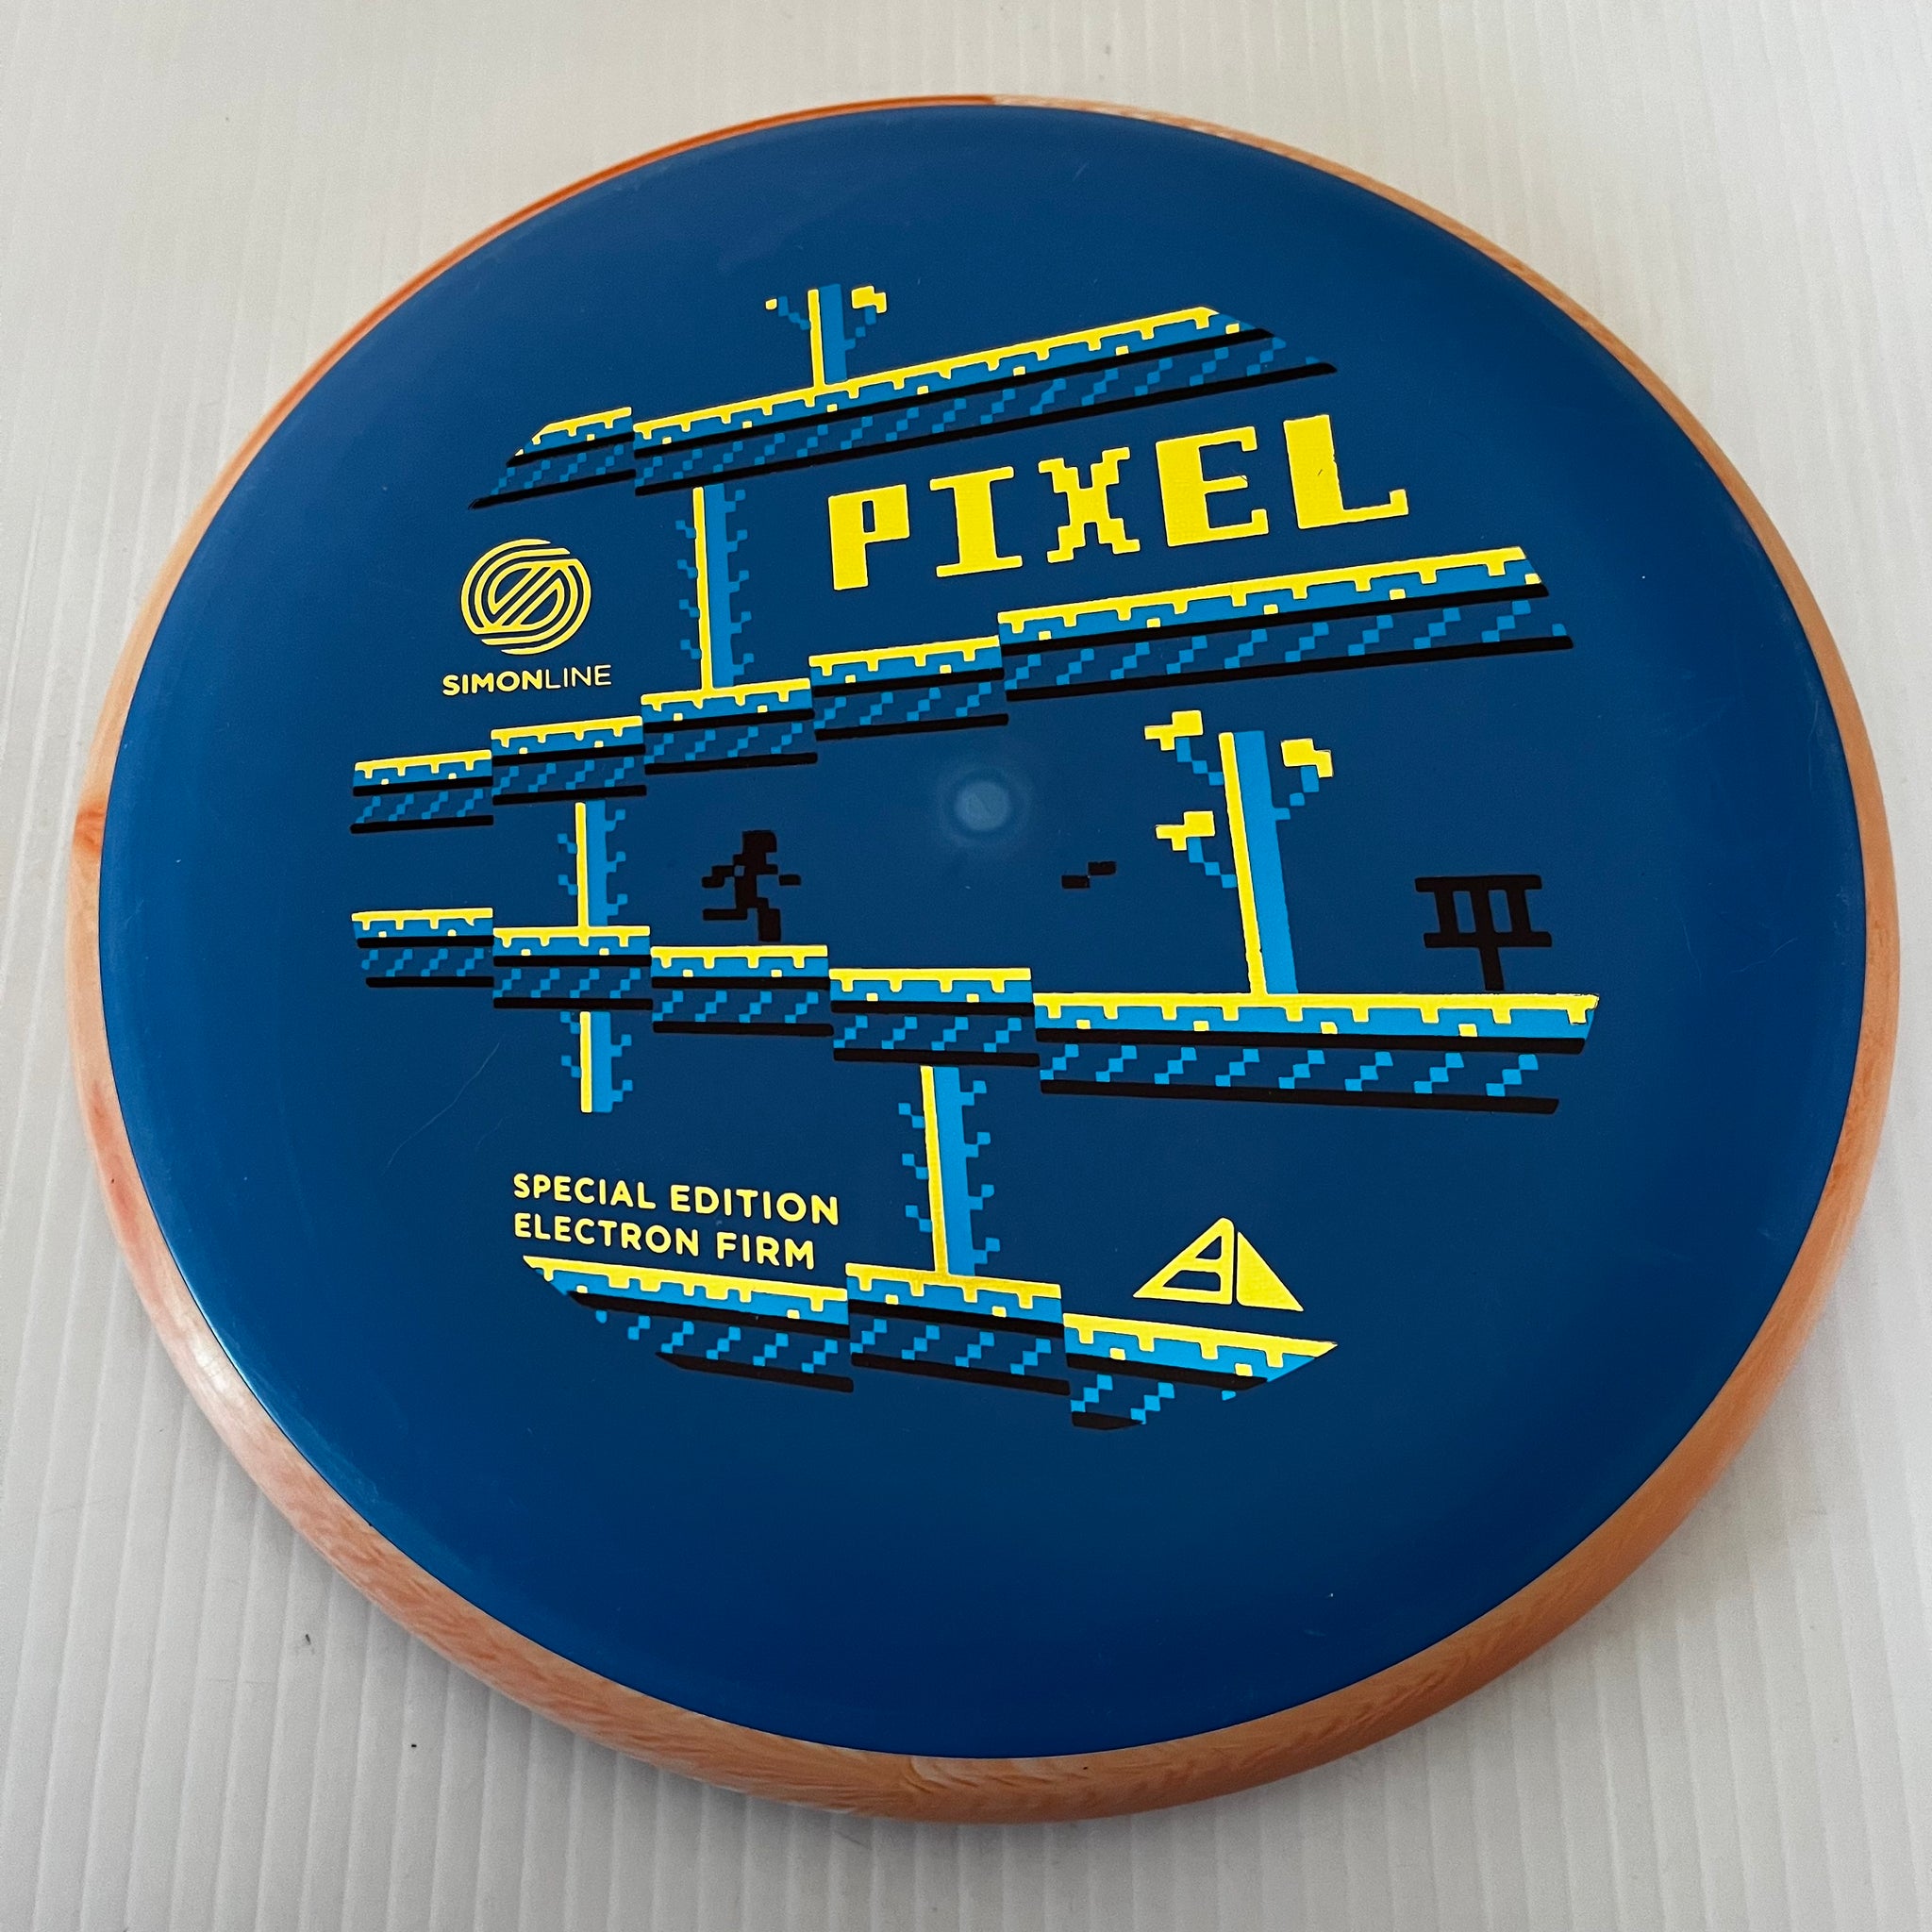 PIXEL
SIMONLINE
SPECIAL EDITION
ELECTRON FIRM